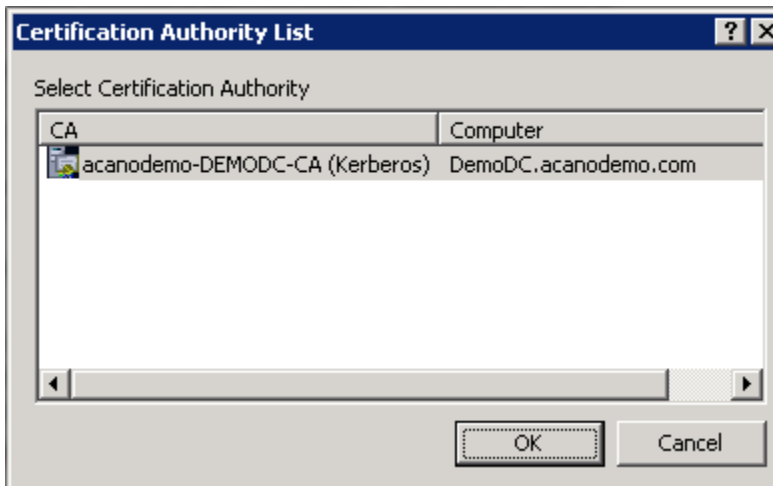 Certification Authority List
Select Certification Authority
CA Computer
acanodemo-DEMODC-CA (Kerberos) DemoDC.acanodemo.com
OK Cancel